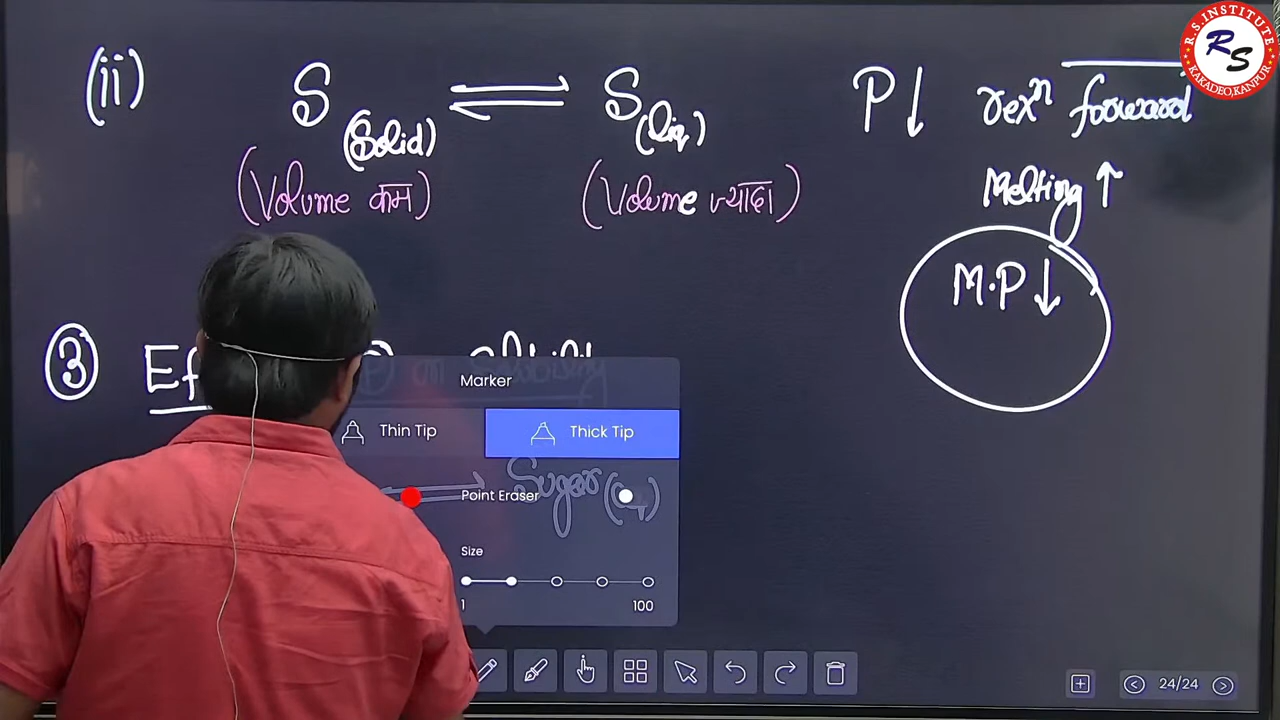 (ii) S(Solid) ⇌ S(liq) P↓ rexⁿ forward
(Volume कम) (Volume ज्यादा) Melting ↑
M.P↓
③ Ef
Marker
Thin Tip Thick Tip
Sugar(aq)
Point Eraser
Size
1 100
24/24
R.S.INSTITUTE
RS
KAKADEO,KANPUR